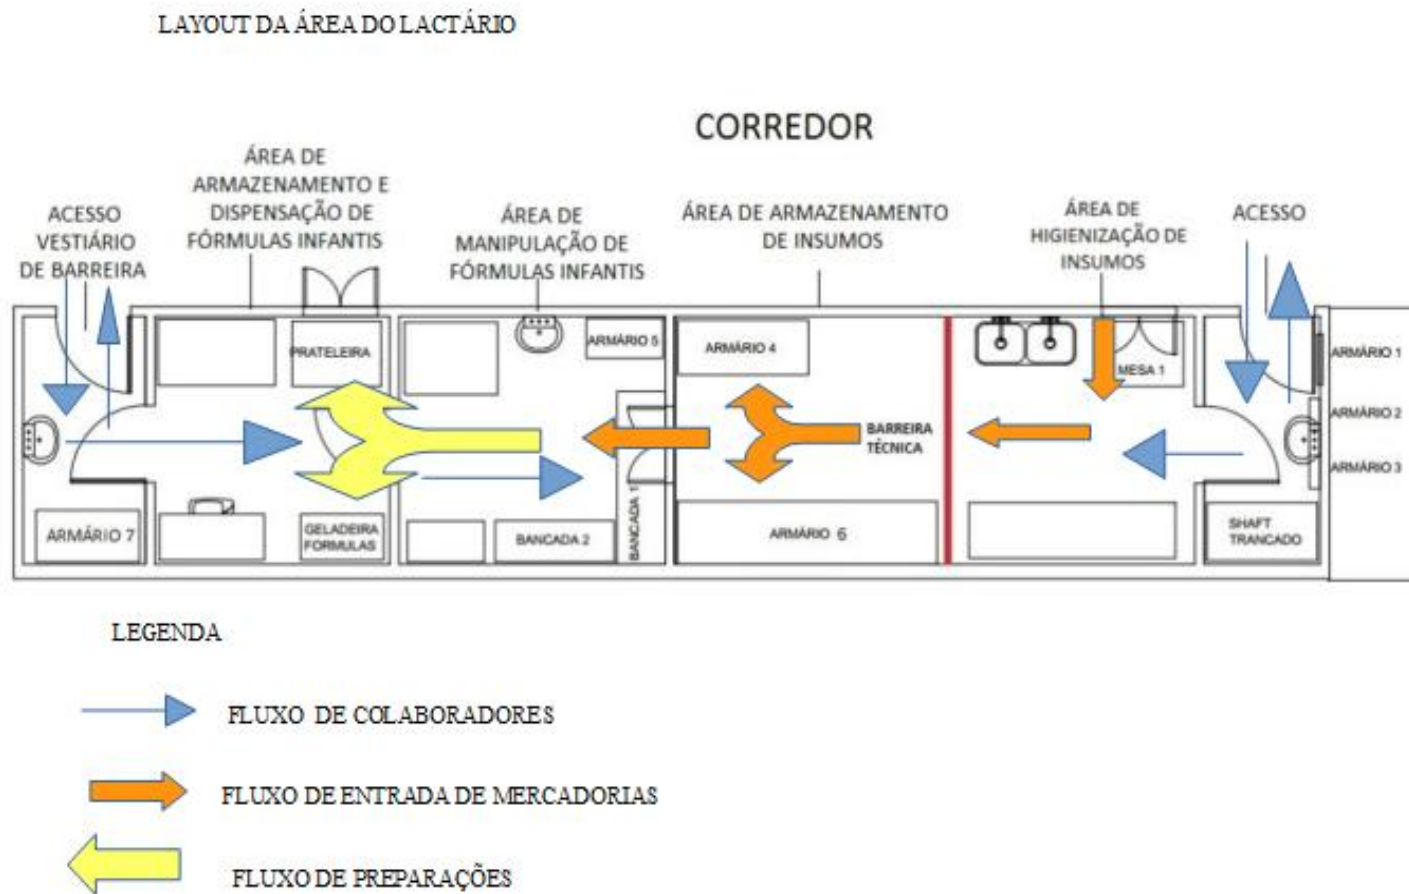 LAYOUT DA ÁREA DO LACTÁRIO
CORREDOR
ACESSO
VESTIÁRIO
DE BARREIRA
ÁREA DE
ARMAZENAMENTO E
DISPENSAÇÃO DE
FÓRMULAS INFANTIS
ÁREA DE
MANIPULAÇÃO DE
FÓRMULAS INFANTIS
ÁREA DE ARMAZENAMENTO
DE INSUMOS
ÁREA DE
HIGIENIZAÇÃO DE
INSUMOS
ACESSO
ARMÁRIO 7
PRATELEIRA
GELADEIRA
FORMULAS
ARMÁRIO 5
BANCADA 2
BANCADA 1
ARMÁRIO 4
BARREIRA
TÉCNICA
ARMÁRIO 6
MESA 1
SHAFT
TRANCADO
ARMÁRIO 1
ARMÁRIO 2
ARMÁRIO 3
LEGENDA
FLUXO DE COLABORADORES
FLUXO DE ENTRADA DE MERCADORIAS
FLUXO DE PREPARAÇÕES